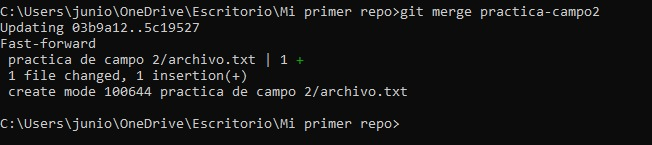 C:\Users\junio\OneDrive\Escritorio\Mi primer repo>git merge practica-campo2
Updating 03b9a12..5c19527
Fast-forward
 practica de campo 2/archivo.txt | 1 +
 1 file changed, 1 insertion(+)
 create mode 100644 practica de campo 2/archivo.txt
C:\Users\junio\OneDrive\Escritorio\Mi primer repo>